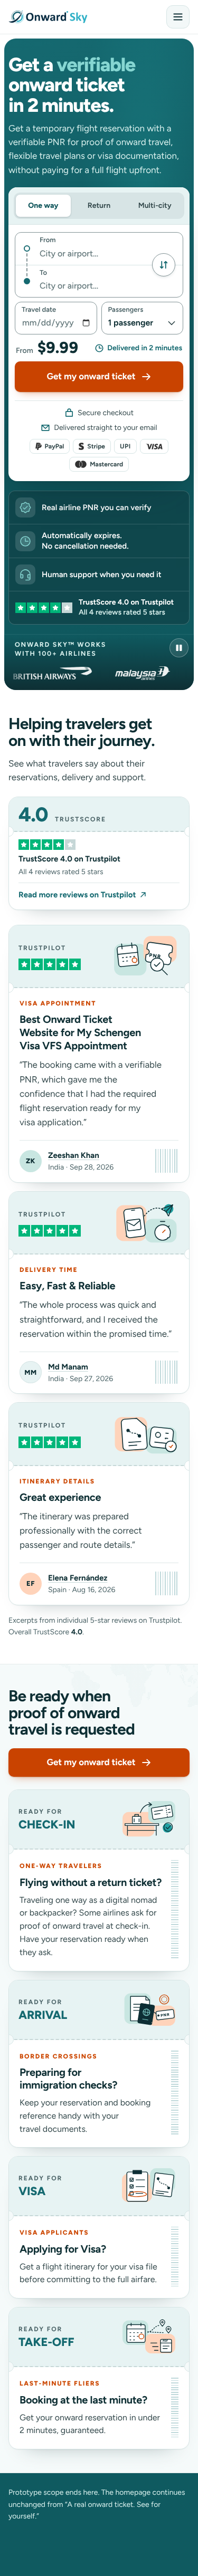 Onward Sky
Get a verifiable
onward ticket
in 2 minutes.
Get a temporary flight reservation with a
verifiable PNR for proof of onward travel,
flexible travel plans or visa documentation,
without paying for a full flight upfront.
One way Return Multi-city
From
City or airport...
To
City or airport...
Travel date
mm/dd/yyyy
Passengers
1 passenger
From $9.99
Delivered in 2 minutes
Get my onward ticket →
Secure checkout
Delivered straight to your email
PayPal Stripe UPI VISA
Mastercard
Real airline PNR you can verify
Automatically expires.
No cancellation needed.
Human support when you need it
TrustScore 4.0 on Trustpilot
All 4 reviews rated 5 stars
ONWARD SKY™ WORKS
WITH 100+ AIRLINES
BRITISH AIRWAYS
malaysia
Helping travelers get
on with their journey.
See what travelers say about their
reservations, delivery and support.
4.0 TRUSTSCORE
TrustScore 4.0 on Trustpilot
All 4 reviews rated 5 stars
Read more reviews on Trustpilot ↗
TRUSTPILOT
PNR
VISA APPOINTMENT
Best Onward Ticket
Website for My Schengen
Visa VFS Appointment
“The booking came with a verifiable
PNR, which gave me the
confidence that I had the required
flight reservation ready for my
visa application.”
ZK
Zeeshan Khan
India · Sep 28, 2026
TRUSTPILOT
DELIVERY TIME
Easy, Fast & Reliable
“The whole process was quick and
straightforward, and I received the
reservation within the promised time.”
MM
Md Manam
India · Sep 27, 2026
TRUSTPILOT
ITINERARY DETAILS
Great experience
“The itinerary was prepared
professionally with the correct
passenger and route details.”
EF
Elena Fernández
Spain · Aug 16, 2026
Excerpts from individual 5-star reviews on Trustpilot.
Overall TrustScore 4.0.
Be ready when
proof of onward
travel is requested
Get my onward ticket →
READY FOR
CHECK-IN
ONE-WAY TRAVELERS
Flying without a return ticket?
Traveling one way as a digital nomad
or backpacker? Some airlines ask for
proof of onward travel at check-in.
Have your reservation ready when
they ask.
READY FOR
ARRIVAL
PNR
BORDER CROSSINGS
Preparing for
immigration checks?
Keep your reservation and booking
reference handy with your
travel documents.
READY FOR
VISA
VISA APPLICANTS
Applying for Visa?
Get a flight itinerary for your visa file
before committing to the full airfare.
READY FOR
TAKE-OFF
LAST-MINUTE FLIERS
Booking at the last minute?
Get your onward reservation in under
2 minutes, guaranteed.
Prototype scope ends here. The homepage continues
unchanged from “A real onward ticket. See for
yourself.”